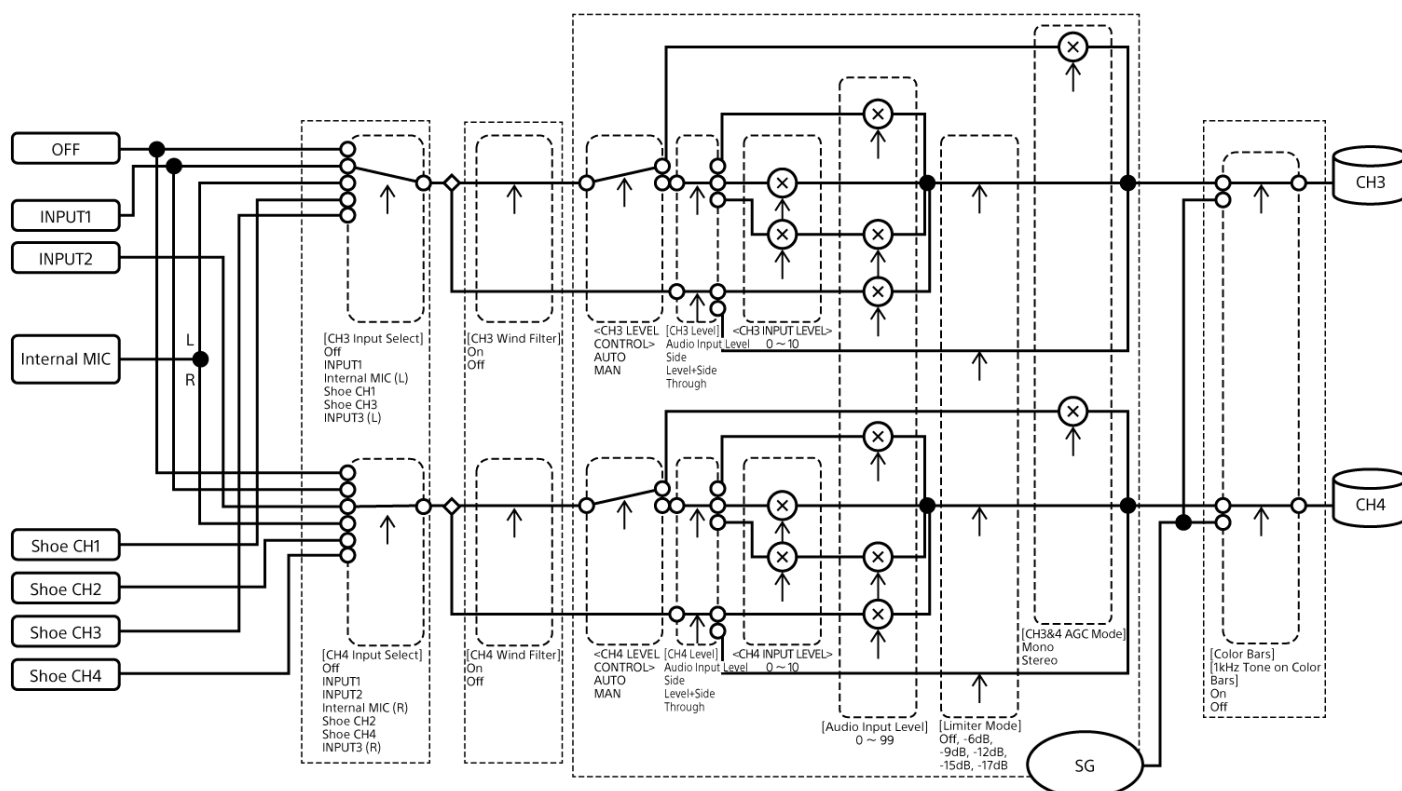 OFF
INPUT1
INPUT2
Internal MIC
L
R
Shoe CH1
Shoe CH2
Shoe CH3
Shoe CH4
[CH3 Input Select]
Off
INPUT1
Internal MIC (L)
Shoe CH1
Shoe CH3
INPUT3 (L)
[CH3 Wind Filter]
On
Off
<CH3 LEVEL
CONTROL>
AUTO
MAN
[CH3 Level]
Audio Input Level
Side
Level+Side
Through
<CH3 INPUT LEVEL>
0 ~ 10
CH3
[CH4 Input Select]
Off
INPUT1
INPUT2
Internal MIC (R)
Shoe CH2
Shoe CH4
INPUT3 (R)
[CH4 Wind Filter]
On
Off
<CH4 LEVEL
CONTROL>
AUTO
MAN
[CH4 Level]
Audio Input Level
Side
Level+Side
Through
<CH4 INPUT LEVEL>
0 ~ 10
[Audio Input Level]
0 ~ 99
[Limiter Mode]
Off, -6dB,
-9dB, -12dB,
-15dB, -17dB
[CH3&4 AGC Mode]
Mono
Stereo
SG
[Color Bars]
[1kHz Tone on Color
Bars]
On
Off
CH4